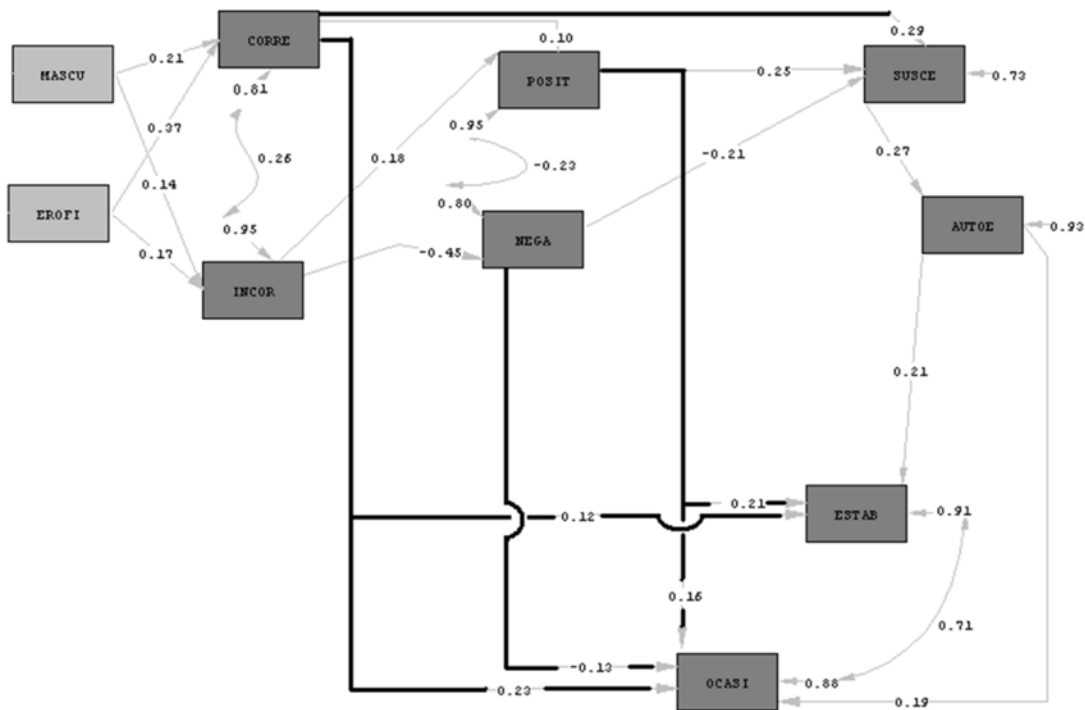 CORRE
0.29
0.10
MASCU
0.21
POSIT
0.25
SUSCE
0.73
0.81
0.37
0.95
0.26
0.18
-0.23
-0.21
0.27
0.14
EROFI
0.80
0.95
NEGA
AUTOE
0.93
0.17
-0.45
INCOR
0.21
0.21
0.12
ESTAB
0.91
0.16
0.71
-0.13
OCASI
0.88
0.23
0.19